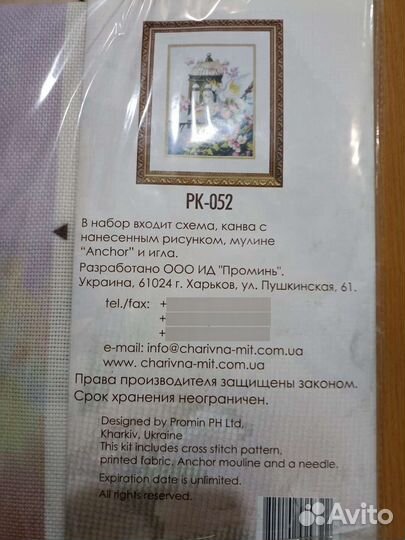 РК-052
В набор входит схема, канва с
нанесенным рисунком, мулине
"Anchor" и игла.
Разработано ООО ИД "Проминь".
Украина, 61024 г. Харьков, ул. Пушкинская, 61.
tel./fax: +
+
+
e-mail: info@charivna-mit.com.ua
www. charivna-mit.com.ua
Права производителя защищены законом.
Срок хранения неограничен.
Designed by Promin PH Ltd,
Kharkiv, Ukraine
This kit includes cross stitch pattern,
printed fabric, Anchor mouline and a needle.
Expiration date is unlimited.
All rights reserved.
Avito